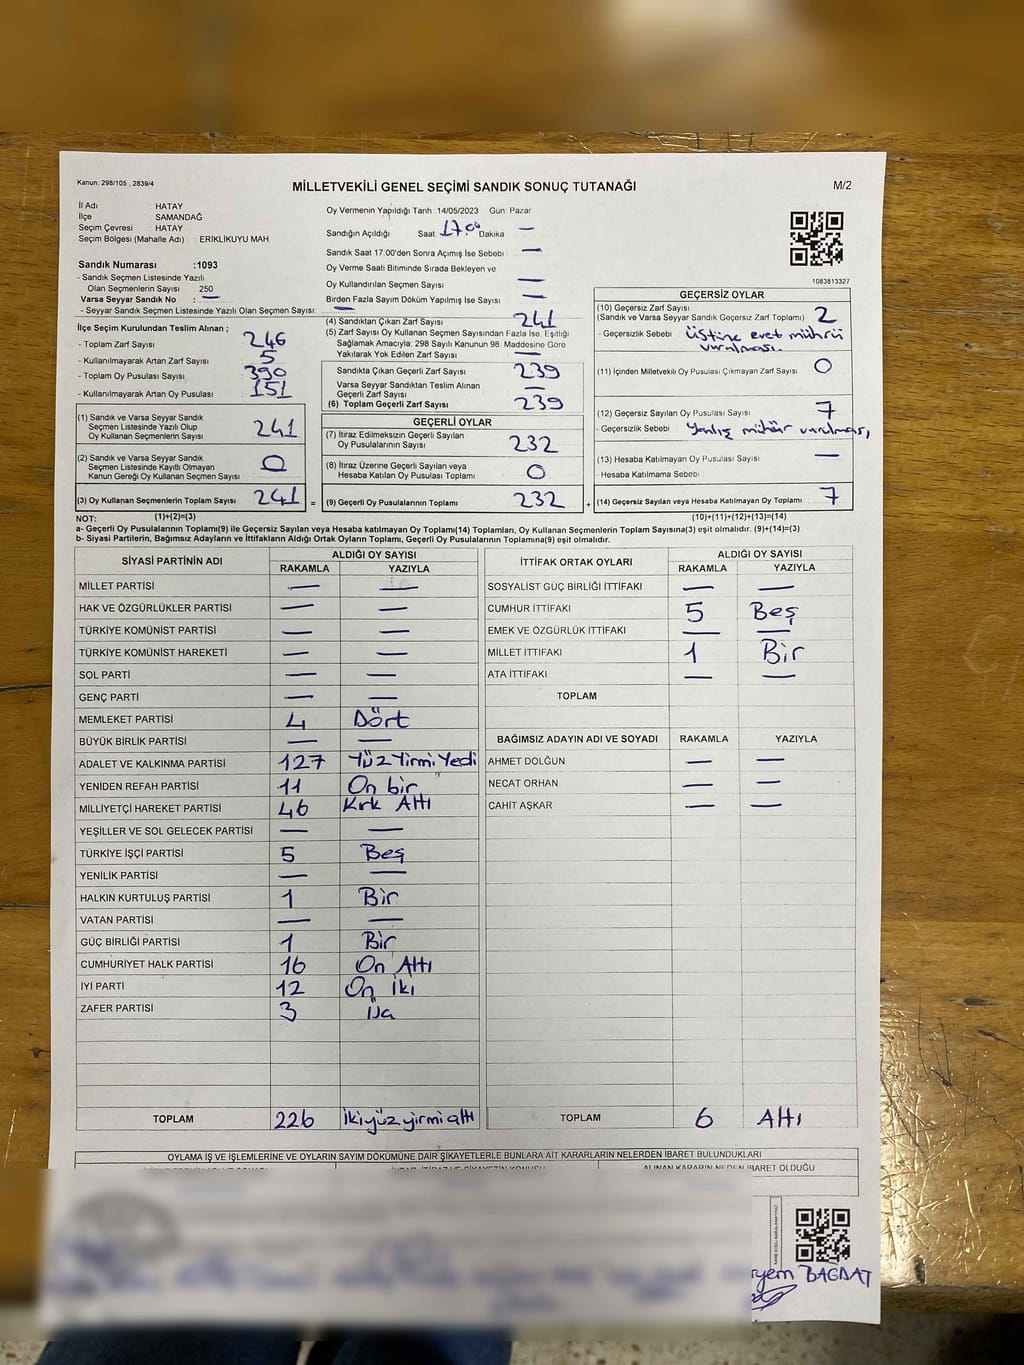 Kanun: 298/105 , 2839/4
MİLLETVEKİLİ GENEL SEÇİMİ SANDIK SONUÇ TUTANAĞI
M/2
İl Adı : HATAY
İlçe : SAMANDAĞ
Seçim Çevresi : HATAY
Seçim Bölgesi (Mahalle Adı) : ERİKLİKUYU MAH
Oy Vermenin Yapıldığı Tarih :14/05/2023 Gün: Pazar
Sandığın Açıldığı Saat 17.00 Dakika —
Sandık Saat 17:00'den Sonra Açımış İse Sebebi : —
Oy Verme Saati Bitiminde Sırada Bekleyen ve
Oy Kullandırılan Seçmen Sayısı —
Birden Fazla Sayım Döküm Yapılmış İse Sayısı : —
1083813327
Sandık Numarası :1093
- Sandık Seçmen Listesinde Yazılı
Olan Seçmenlerin Sayısı : 250
Varsa Seyyar Sandık No : —
- Seyyar Sandık Seçmen Listesinde Yazılı Olan Seçmen Sayısı: —
İlçe Seçim Kurulundan Teslim Alınan ;
- Toplam Zarf Sayısı : 246
- Kullanılmayarak Artan Zarf Sayısı : 5
- Toplam Oy Pusulası Sayısı : 390
- Kullanılmayarak Artan Oy Pusulası : 151
(1) Sandık ve Varsa Seyyar Sandık
Seçmen Listesinde Yazılı Olup
Oy Kullanan Seçmenlerin Sayısı 241
(2) Sandık ve Varsa Seyyar Sandık
Seçmen Listesinde Kayıtlı Olmayan
Kanun Gereği Oy Kullanan Seçmen Sayısı 0
(3) Oy Kullanan Seçmenlerin Toplam Sayısı 241 =
(4) Sandıktan Çıkan Zarf Sayısı 241
(5) Zarf Sayısı Oy Kullanan Seçmen Sayısından Fazla İse, Eşitliği
Sağlamak Amacıyla, 298 Sayılı Kanunun 98. Maddesine Göre
Yakılarak Yok Edilen Zarf Sayısı —
Sandıkta Çıkan Geçerli Zarf Sayısı 239
Varsa Seyyar Sandıktan Teslim Alınan
Geçerli Zarf Sayısı —
(6) Toplam Geçerli Zarf Sayısı 239
GEÇERLİ OYLAR
(7) İtiraz Edilmeksizin Geçerli Sayılan
Oy Pusulalarının Sayısı 232
(8) İtiraz Üzerine Geçerli Sayılan veya
Hesaba Katılan Oy Pusulası Toplamı 0
(9) Geçerli Oy Pusulalarının Toplamı 232 +
GEÇERSİZ OYLAR
(10) Geçersiz Zarf Sayısı
(Sandık ve Varsa Seyyar Sandık Geçersiz Zarf Toplamı) 2
- Geçersizlik Sebebi : Üstüne evet mührü
vurulması.
(11) İçinden Milletvekili Oy Pusulası Çıkmayan Zarf Sayısı 0
(12) Geçersiz Sayılan Oy Pusulası Sayısı : 7
- Geçersizlik Sebebi : Yanlış mühür vurulması,
(13) Hesaba Katılmayan Oy Pusulası Sayısı : —
Hesaba Katılmama Sebebi :
(14) Geçersiz Sayılan veya Hesaba Katılmayan Oy Toplamı 7
NOT: (1)+(2)=(3) (10)+(11)+(12)+(13)=(14)
a- Geçerli Oy Pusulalarının Toplamı(9) ile Geçersiz Sayılan veya Hesaba katılmayan Oy Toplamı(14) Toplamları, Oy Kullanan Seçmenlerin Toplam Sayısına(3) eşit olmalıdır. (9)+(14)=(3)
b- Siyasi Partilerin, Bağımsız Adayların ve İttifakların Aldığı Ortak Oyların Toplamı, Geçerli Oy Pusulalarının Toplamına(9) eşit olmalıdır.
SİYASİ PARTİNİN ADI ALDIĞI OY SAYISI
RAKAMLA YAZIYLA
MİLLET PARTİSİ — —
HAK VE ÖZGÜRLÜKLER PARTİSİ — —
TÜRKİYE KOMÜNİST PARTİSİ — —
TÜRKİYE KOMÜNİST HAREKETİ — —
SOL PARTİ — —
GENÇ PARTİ — —
MEMLEKET PARTİSİ 4 Dört
BÜYÜK BİRLİK PARTİSİ — —
ADALET VE KALKINMA PARTİSİ 127 Yüz Yirmi Yedi
YENİDEN REFAH PARTİSİ 11 On bir
MİLLİYETÇİ HAREKET PARTİSİ 46 Kırk Altı
YEŞİLLER VE SOL GELECEK PARTİSİ — —
TÜRKİYE İŞÇİ PARTİSİ 5 Beş
YENİLİK PARTİSİ — —
HALKIN KURTULUŞ PARTİSİ 1 Bir
VATAN PARTİSİ — —
GÜÇ BİRLİĞİ PARTİSİ 1 Bir
CUMHURİYET HALK PARTİSİ 16 On Altı
İYİ PARTİ 12 On iki
ZAFER PARTİSİ 3 Üç
TOPLAM 226 ikiyüz yirmi altı
İTTİFAK ORTAK OYLARI ALDIĞI OY SAYISI
RAKAMLA YAZIYLA
SOSYALİST GÜÇ BİRLİĞİ İTTİFAKI — —
CUMHUR İTTİFAKI 5 Beş
EMEK VE ÖZGÜRLÜK İTTİFAKI — —
MİLLET İTTİFAKI 1 Bir
ATA İTTİFAKI — —
TOPLAM
BAĞIMSIZ ADAYIN ADI VE SOYADI RAKAMLA YAZIYLA
AHMET DOLĞUN — —
NECAT ORHAN — —
CAHİT AŞKAR — —
TOPLAM 6 Altı
OYLAMA İŞ VE İŞLEMLERİNE VE OYLARIN SAYIM DÖKÜMÜNE DAİR ŞİKAYETLERLE BUNLARA AİT KARARLARIN NELERDEN İBARET BULUNDUKLARI
ALINAN KARARIN NEDEN İBARET OLDUĞU
BAĞDAT